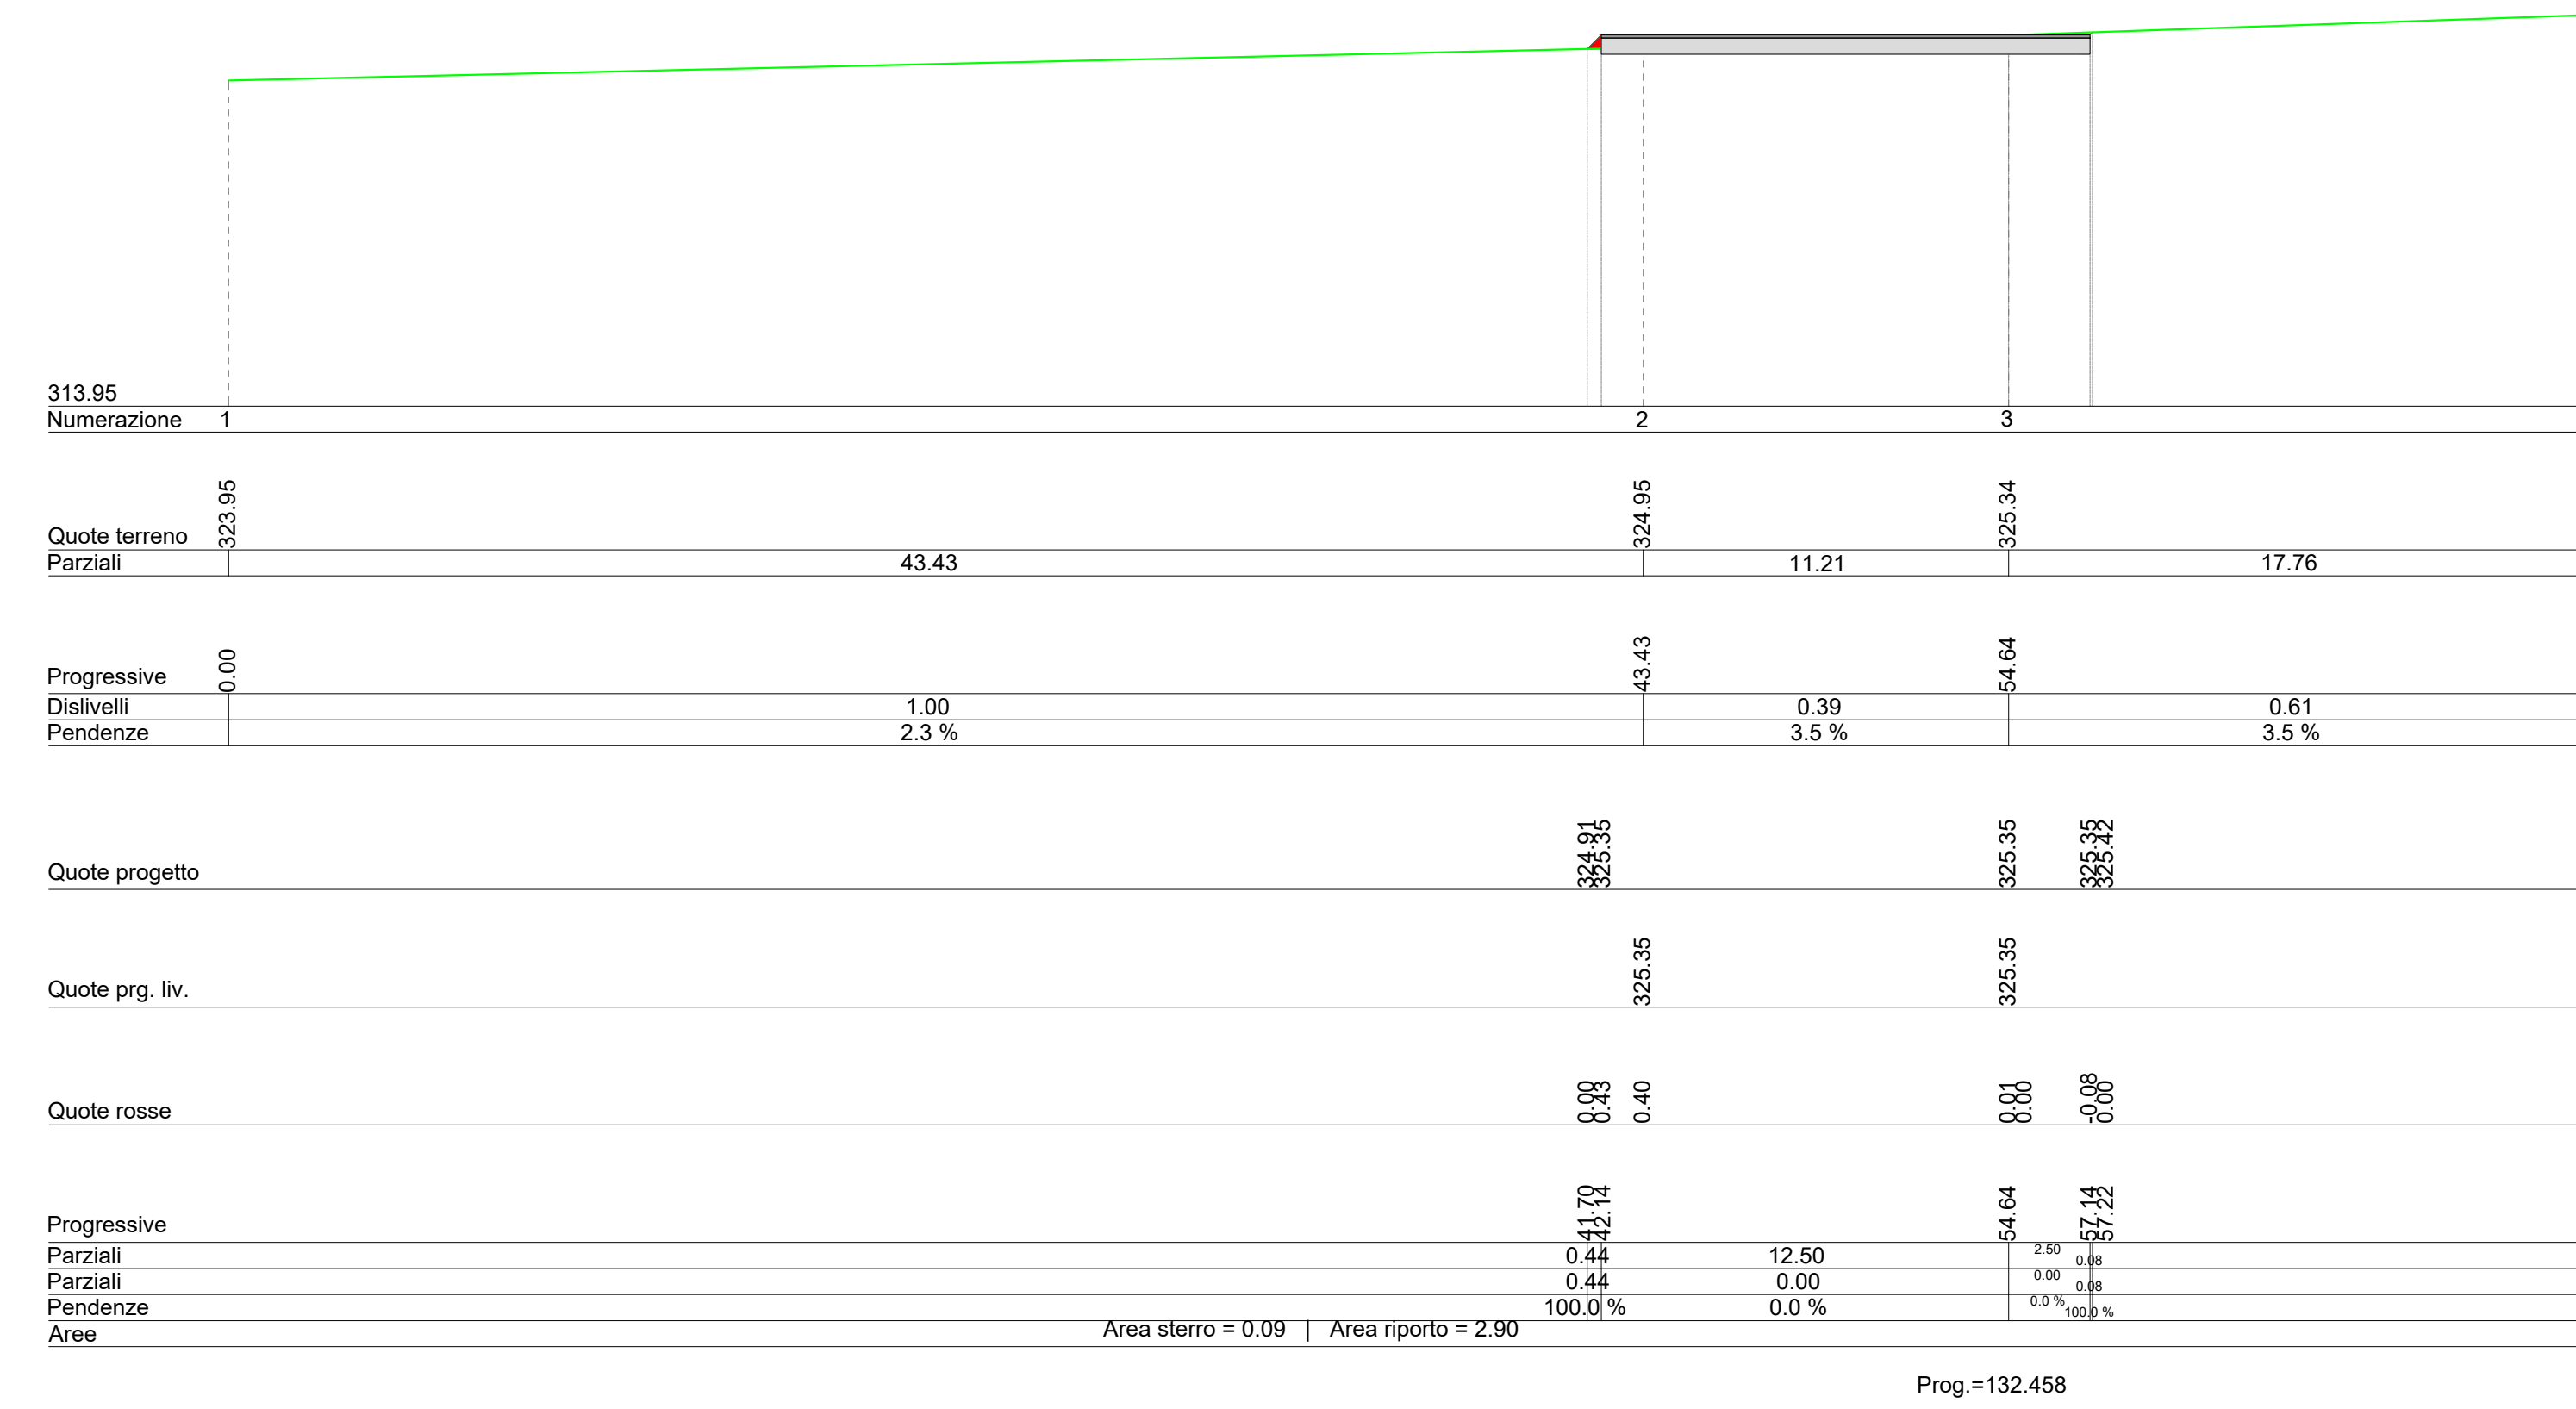 313.95
Numerazione 1 2 3
Quote terreno 323.95 324.95 325.34
Parziali 43.43 11.21 17.76
Progressive 0.00 43.43 54.64
Dislivelli 1.00 0.39 0.61
Pendenze 2.3 % 3.5 % 3.5 %
Quote progetto 324.91 325.35 325.35 325.35 325.42
Quote prg. liv. 325.35 325.35
Quote rosse 0.00 0.43 0.40 0.01 0.00 -0.08 0.00
Progressive 41.70 42.14 54.64 57.14 57.22
Parziali 0.44 12.50 2.50 0.08
Parziali 0.44 0.00 0.00 0.08
Pendenze 100.0 % 0.0 % 0.0 % 100.0 %
Aree Area sterro = 0.09 | Area riporto = 2.90
Prog.=132.458